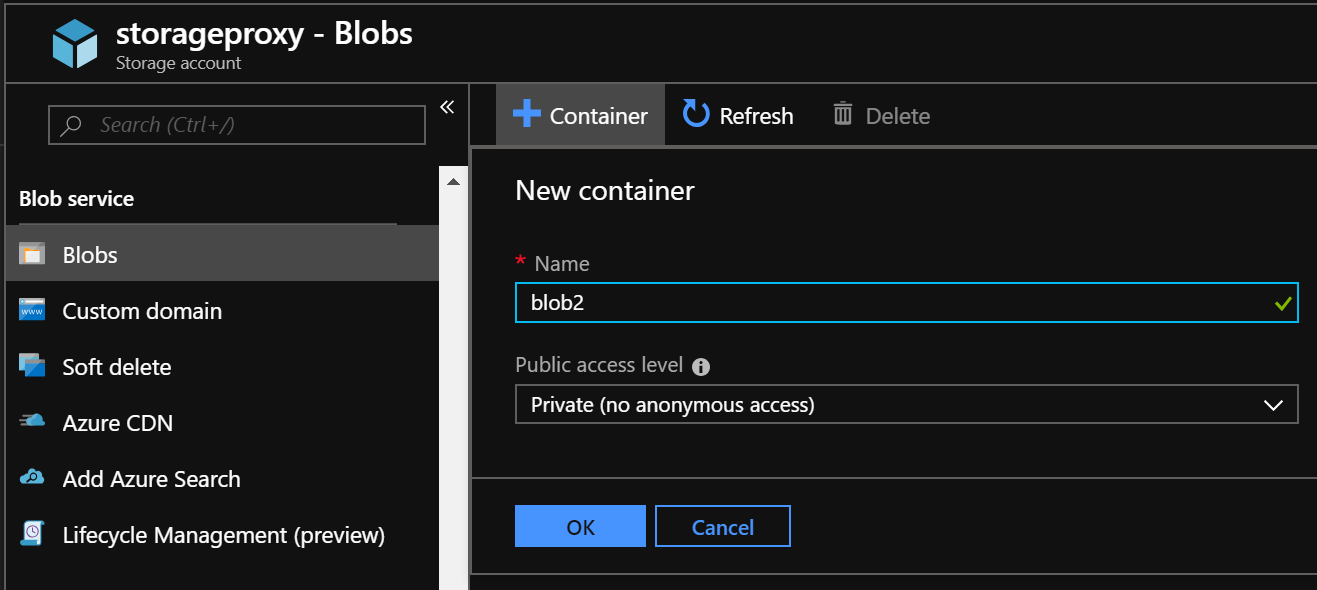 storageproxy - Blobs
Storage account
Search (Ctrl+/)
Blob service
Blobs
Custom domain
Soft delete
Azure CDN
Add Azure Search
Lifecycle Management (preview)
Container
Refresh
Delete
New container
* Name
blob2
Public access level
Private (no anonymous access)
OK
Cancel